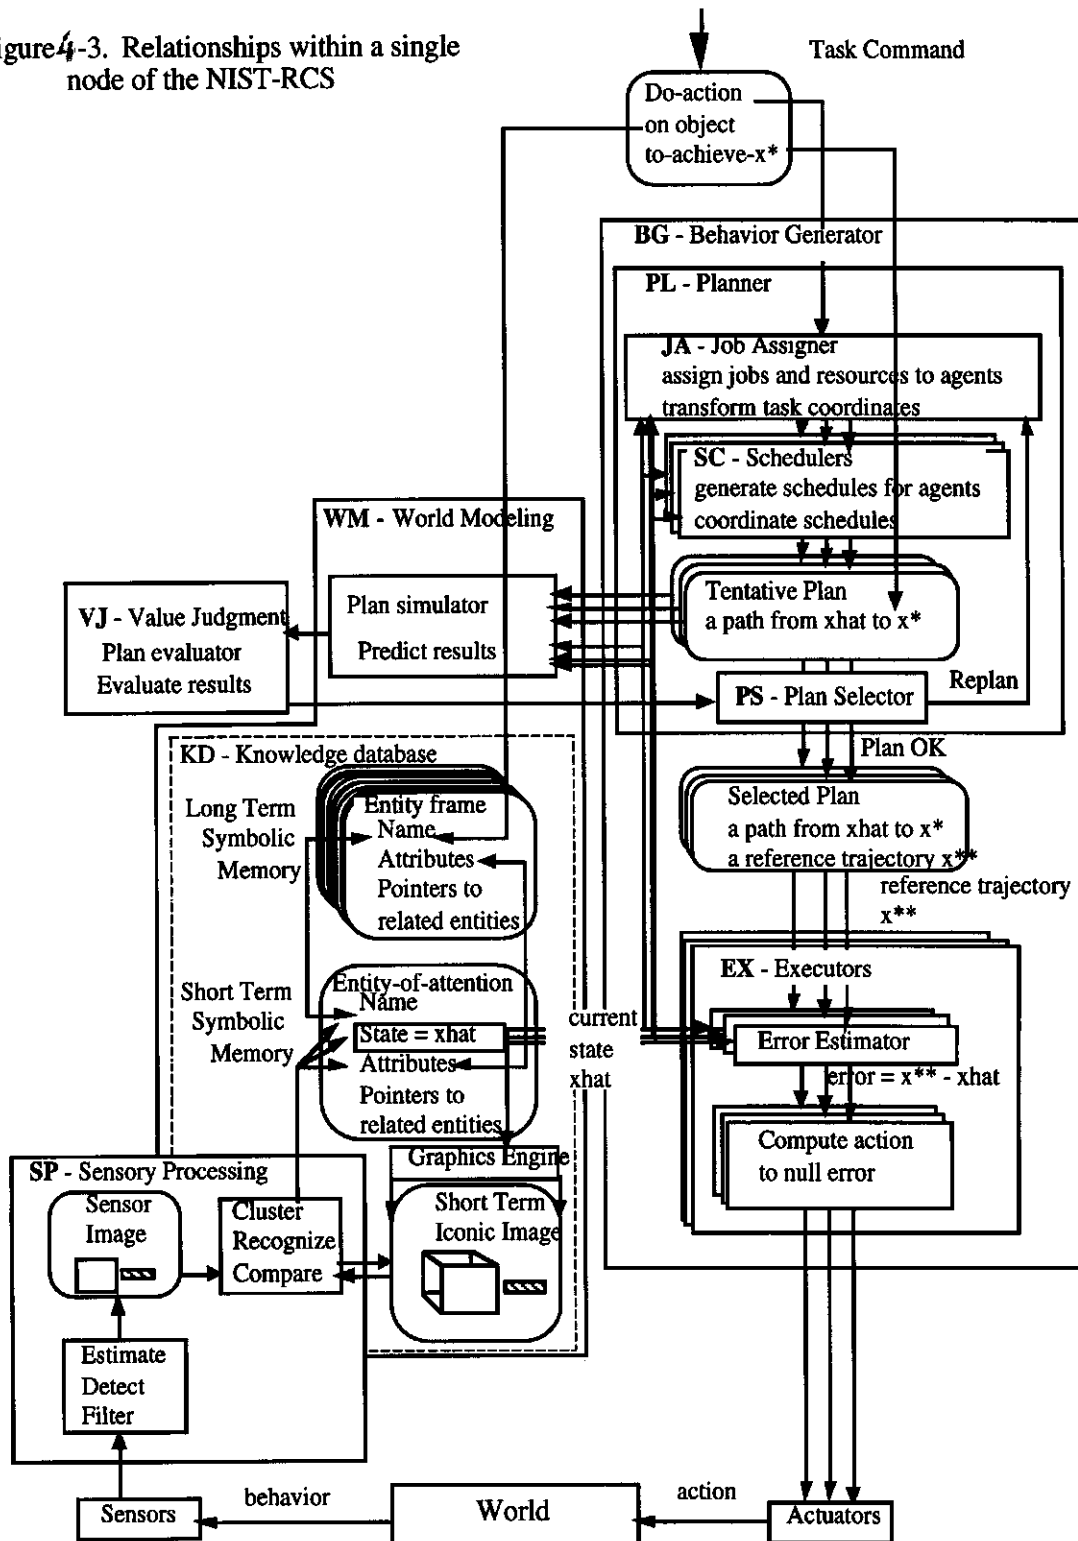 igure 4-3. Relationships within a single
node of the NIST-RCS
Task Command
Do-action
on object
to-achieve-x*
BG - Behavior Generator
PL - Planner
JA - Job Assigner
assign jobs and resources to agents
transform task coordinates
SC - Schedulers
generate schedules for agents
coordinate schedules
WM - World Modeling
Plan simulator
Predict results
VJ - Value Judgment
Plan evaluator
Evaluate results
Tentative Plan
a path from xhat to x*
PS - Plan Selector
Replan
Plan OK
KD - Knowledge database
Long Term
Symbolic
Memory
Entity frame
Name
Attributes
Pointers to
related entities
Selected Plan
a path from xhat to x*
a reference trajectory x**
reference trajectory
x**
Short Term
Symbolic
Memory
Entity-of-attention
Name
State = xhat
Attributes
Pointers to
related entities
current
state
xhat
EX - Executors
Error Estimator
error = x** - xhat
Compute action
to null error
Graphics Engine
Short Term
Iconic Image
SP - Sensory Processing
Sensor
Image
Cluster
Recognize
Compare
Estimate
Detect
Filter
Sensors
behavior
World
action
Actuators